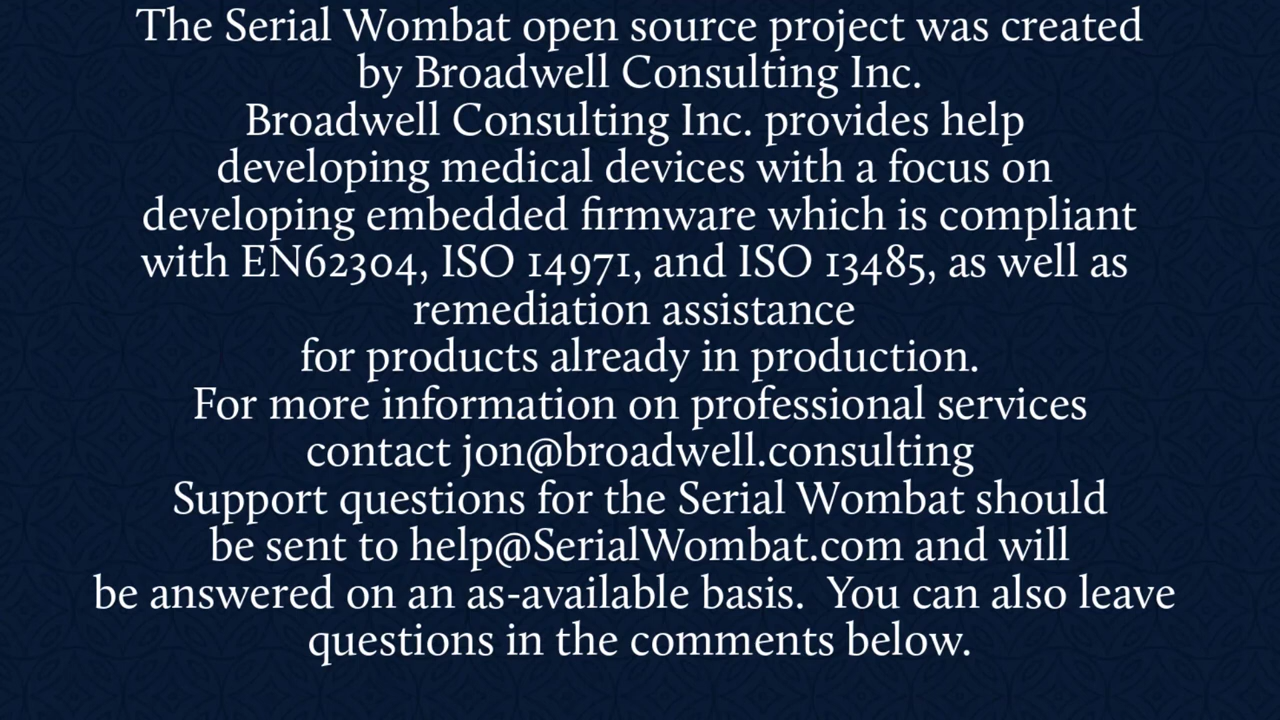 The Serial Wombat open source project was created
by Broadwell Consulting Inc.
Broadwell Consulting Inc. provides help
developing medical devices with a focus on
developing embedded firmware which is compliant
with EN62304, ISO 14971, and ISO 13485, as well as
remediation assistance
for products already in production.
For more information on professional services
contact jon@broadwell.consulting
Support questions for the Serial Wombat should
be sent to help@SerialWombat.com and will
be answered on an as-available basis.  You can also leave
questions in the comments below.